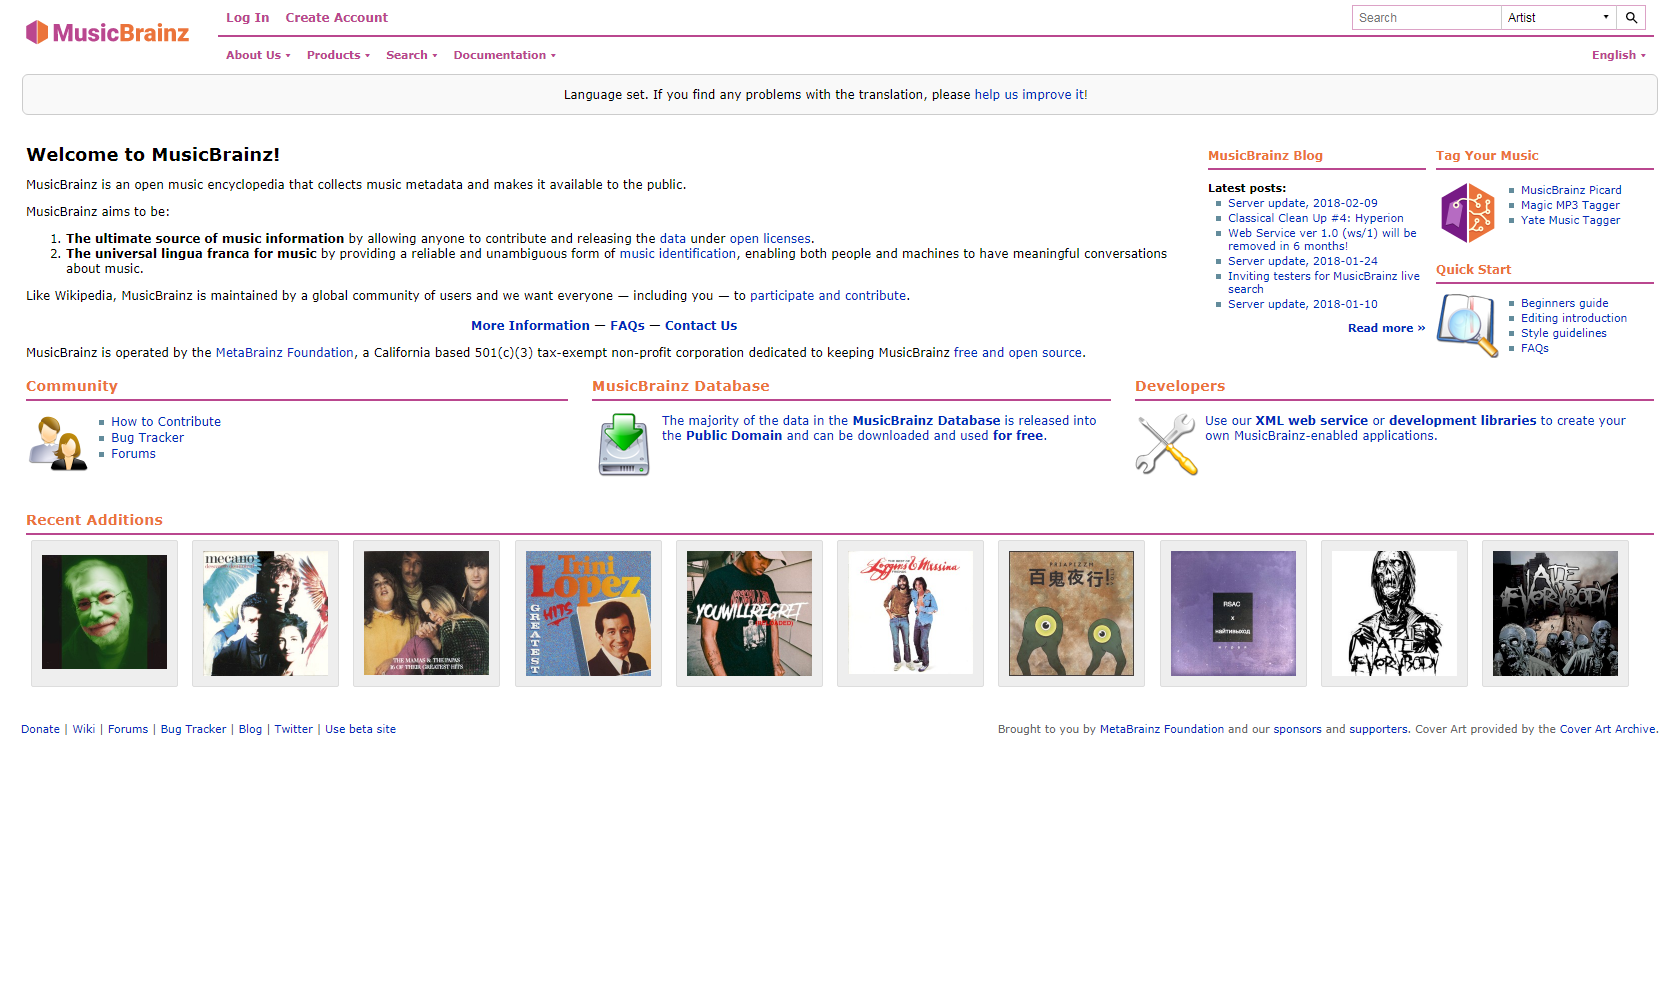 MusicBrainz
Log In Create Account
Search Artist
About Us Products Search Documentation
English
Language set. If you find any problems with the translation, please help us improve it!
Welcome to MusicBrainz!
MusicBrainz is an open music encyclopedia that collects music metadata and makes it available to the public.
MusicBrainz aims to be:
1. The ultimate source of music information by allowing anyone to contribute and releasing the data under open licenses.
2. The universal lingua franca for music by providing a reliable and unambiguous form of music identification, enabling both people and machines to have meaningful conversations
about music.
Like Wikipedia, MusicBrainz is maintained by a global community of users and we want everyone — including you — to participate and contribute.
More Information — FAQs — Contact Us
MusicBrainz is operated by the MetaBrainz Foundation, a California based 501(c)(3) tax-exempt non-profit corporation dedicated to keeping MusicBrainz free and open source.
MusicBrainz Blog
Latest posts:
Server update, 2018-02-09
Classical Clean Up #4: Hyperion
Web Service ver 1.0 (ws/1) will be
removed in 6 months!
Server update, 2018-01-24
Inviting testers for MusicBrainz live
search
Server update, 2018-01-10
Read more »
Tag Your Music
MusicBrainz Picard
Magic MP3 Tagger
Yate Music Tagger
Quick Start
Beginners guide
Editing introduction
Style guidelines
FAQs
Community
How to Contribute
Bug Tracker
Forums
MusicBrainz Database
The majority of the data in the MusicBrainz Database is released into
the Public Domain and can be downloaded and used for free.
Developers
Use our XML web service or development libraries to create your
own MusicBrainz-enabled applications.
Recent Additions
mecano
THE MAMAS & THE PAPAS
16 OF THEIR GREATEST HITS
Trini
Lopez
GREATEST
HITS
YOUWILLREGRET
(RELOADED)
Loggins & Messina
PAIAPIZZM
百鬼夜行!
RSAC
x
найтивыход
I ATE
EVERYBODY
I ATE
EVERYBODY
Donate | Wiki | Forums | Bug Tracker | Blog | Twitter | Use beta site
Brought to you by MetaBrainz Foundation and our sponsors and supporters. Cover Art provided by the Cover Art Archive.